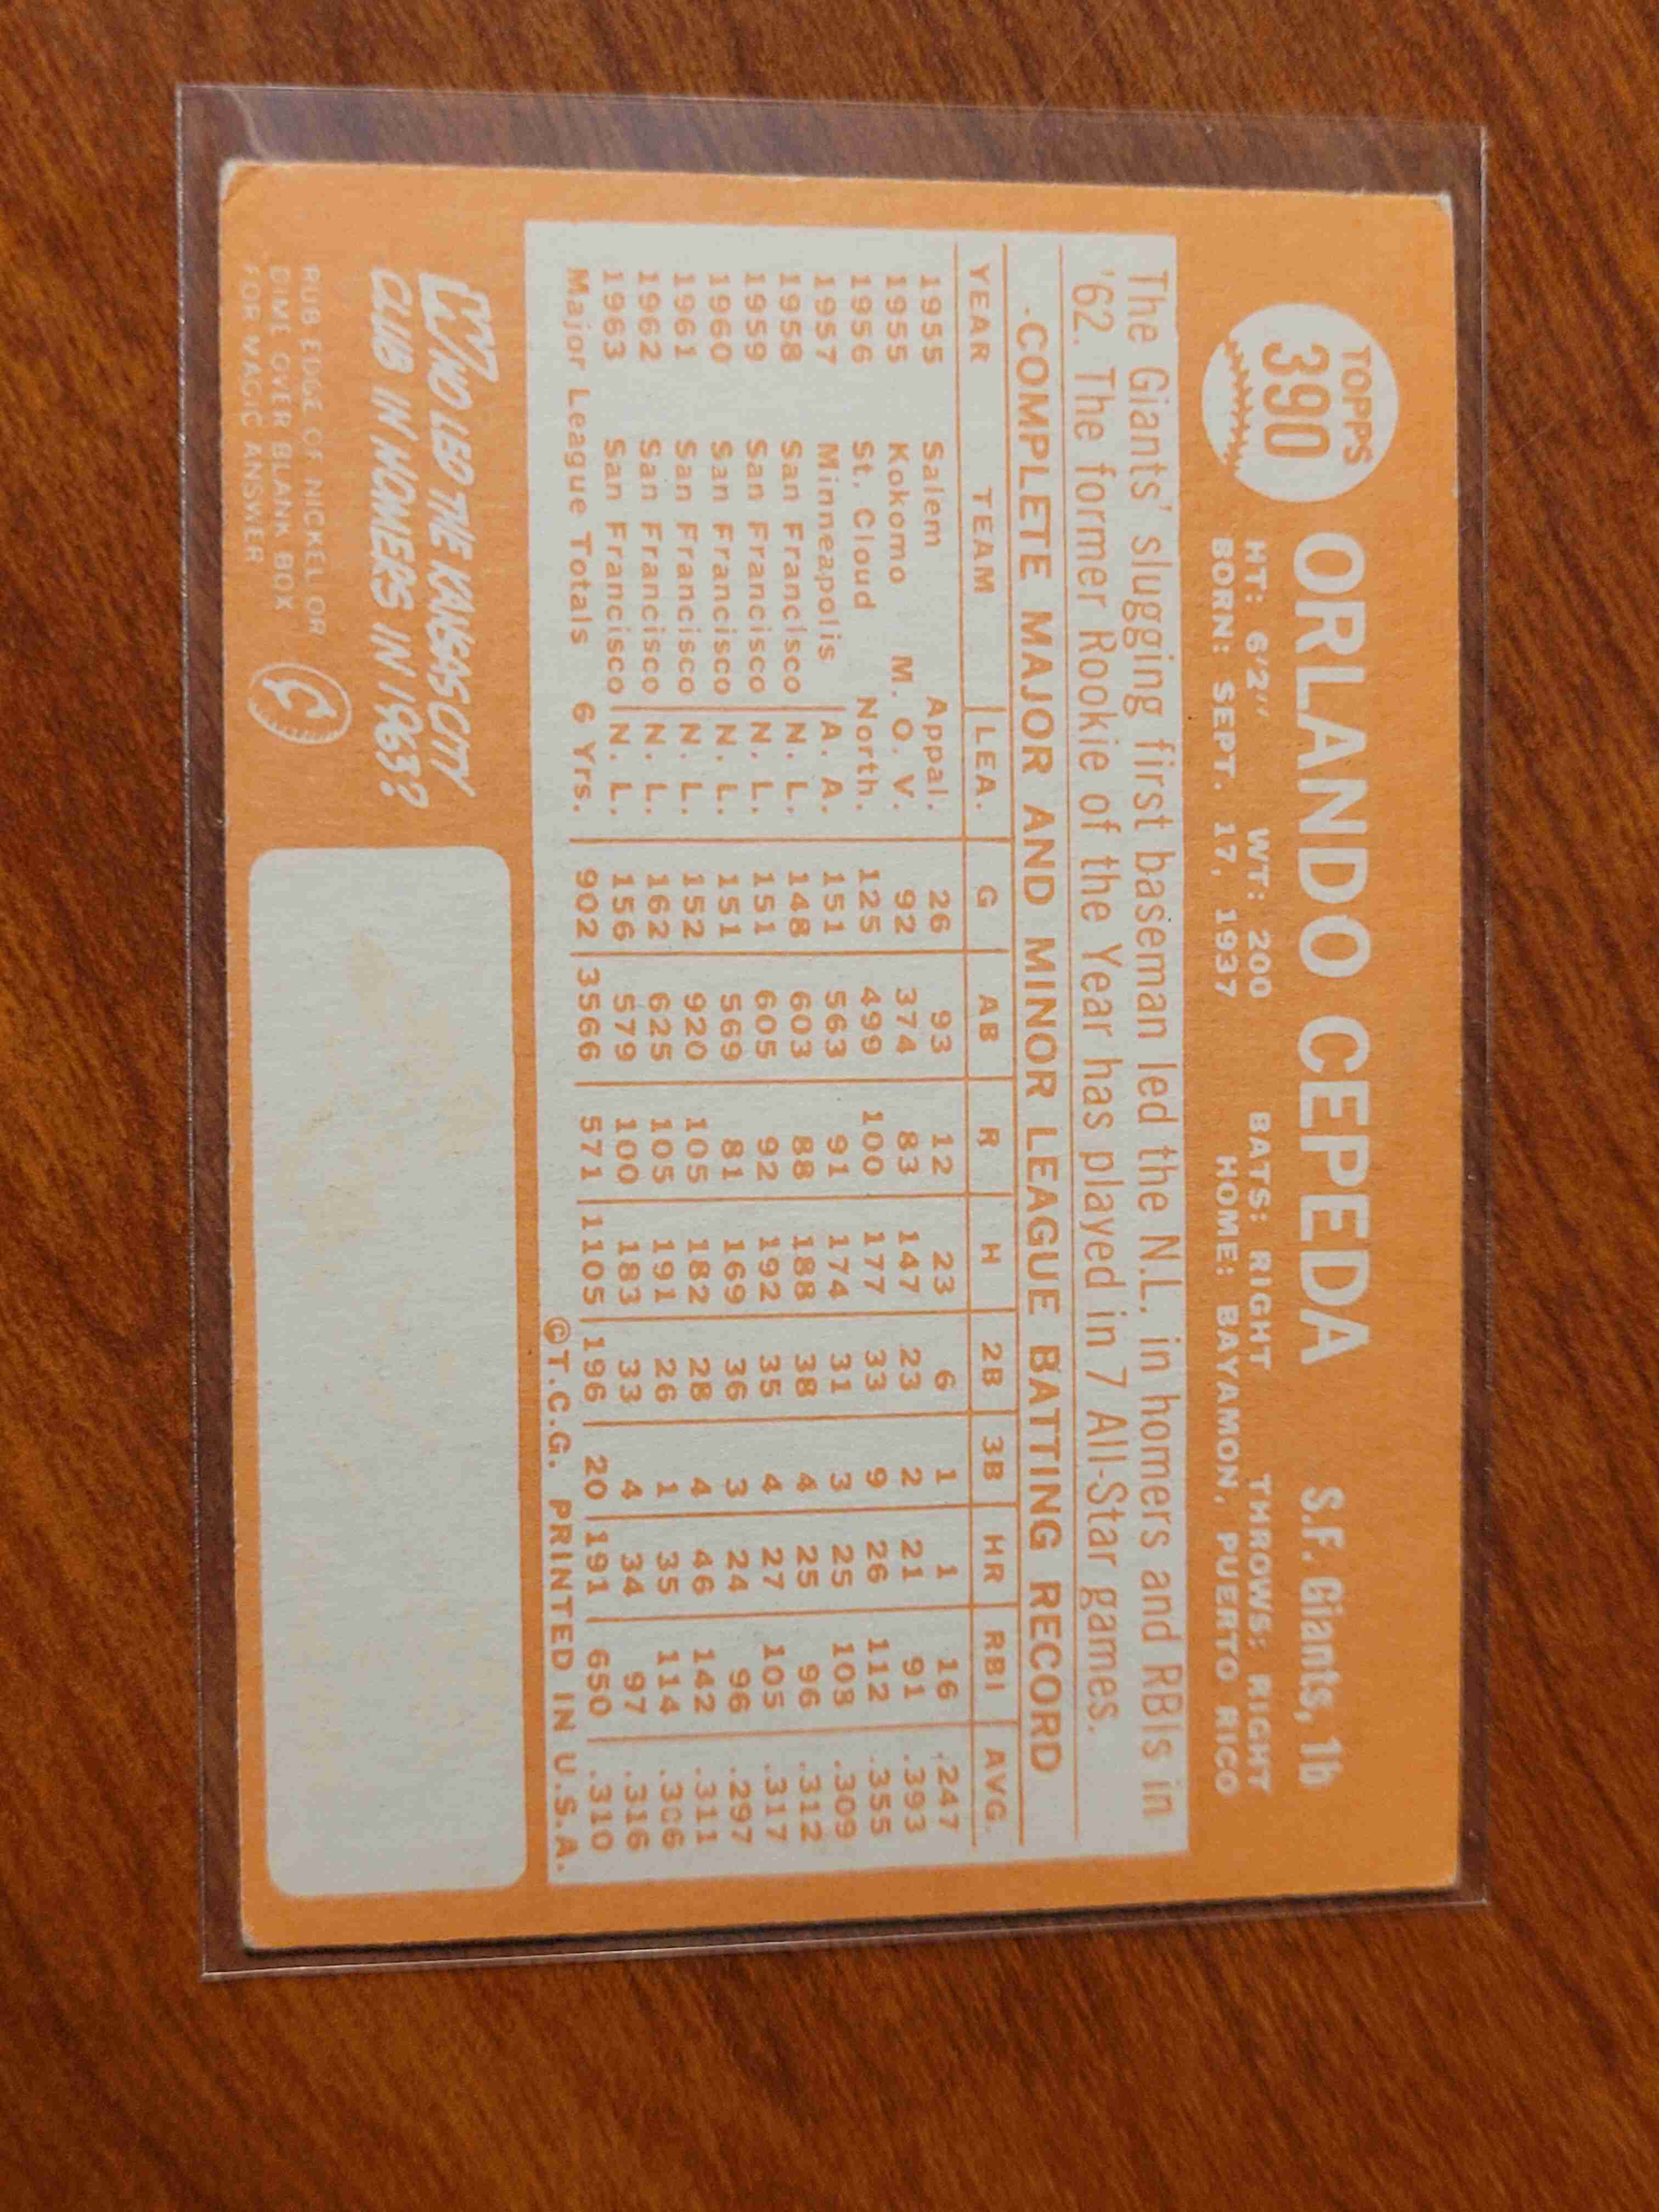 TOPPS
390
ORLANDO CEPEDA S.F. Giants, 1b
HT: 6'2" WT: 200 BATS: RIGHT THROWS: RIGHT
BORN: SEPT. 17, 1937 HOME: BAYAMON, PUERTO RICO
The Giants' slugging first baseman led the N.L. in homers and RBIs in
'62. The former Rookie of the Year has played in 7 All-Star games.
COMPLETE MAJOR AND MINOR LEAGUE BATTING RECORD
YEAR TEAM LEA. G AB R H 2B 3B HR RBI AVG.
1955 Salem Appal. 26 93 12 23 6 1 1 16 .247
1955 Kokomo M. O. V. 92 374 83 147 23 2 21 91 .393
1956 St. Cloud North. 125 499 100 177 33 9 26 112 .355
1957 Minneapolis A. A. 151 563 91 174 31 3 25 103 .309
1958 San Francisco N. L. 148 603 88 188 38 4 25 96 .312
1959 San Francisco N. L. 151 605 92 192 35 4 27 105 .317
1960 San Francisco N. L. 151 569 81 169 36 3 24 96 .297
1961 San Francisco N. L. 152 920 105 182 28 4 46 142 .311
1962 San Francisco N. L. 162 625 105 191 26 1 35 114 .306
1963 San Francisco N. L. 156 579 100 183 33 4 34 97 .316
Major League Totals 6 Yrs. 902 3566 571 1105 196 20 191 650 .310
©T.C.G. PRINTED IN U.S.A.
WHO LED THE KANSAS CITY
CLUB IN HOMERS IN 1963?
RUB EDGE OF NICKEL OR
DIME OVER BLANK BOX
FOR MAGIC ANSWER